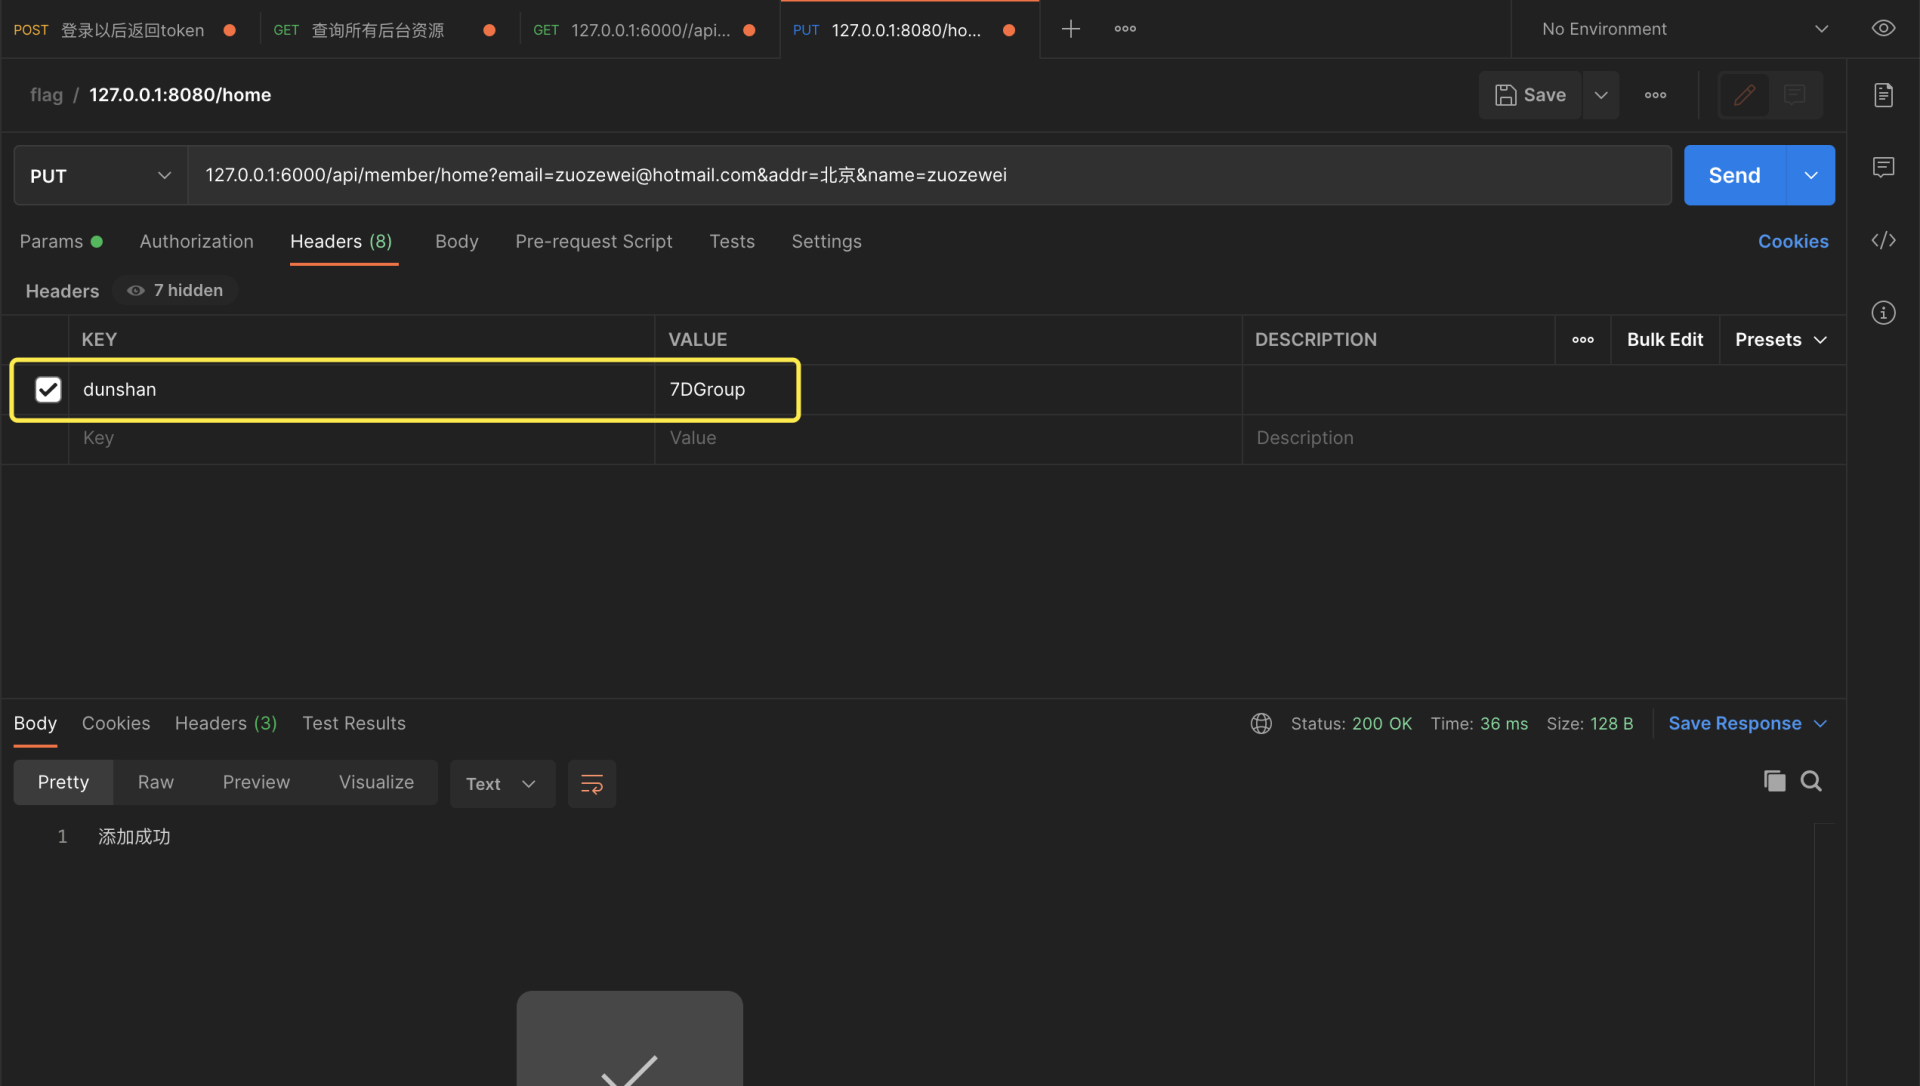 POST 登录以后返回token GET 查询所有后台资源 GET 127.0.0.1:6000//api... PUT 127.0.0.1:8080/ho... No Environment
flag / 127.0.0.1:8080/home Save
PUT 127.0.0.1:6000/api/member/home?email=zuozewei@hotmail.com&addr=北京&name=zuozewei Send
Params Authorization Headers (8) Body Pre-request Script Tests Settings Cookies
Headers 7 hidden
KEY VALUE DESCRIPTION Bulk Edit Presets
dunshan 7DGroup
Key Value Description
Body Cookies Headers (3) Test Results Status: 200 OK Time: 36 ms Size: 128 B Save Response
Pretty Raw Preview Visualize Text
1 添加成功